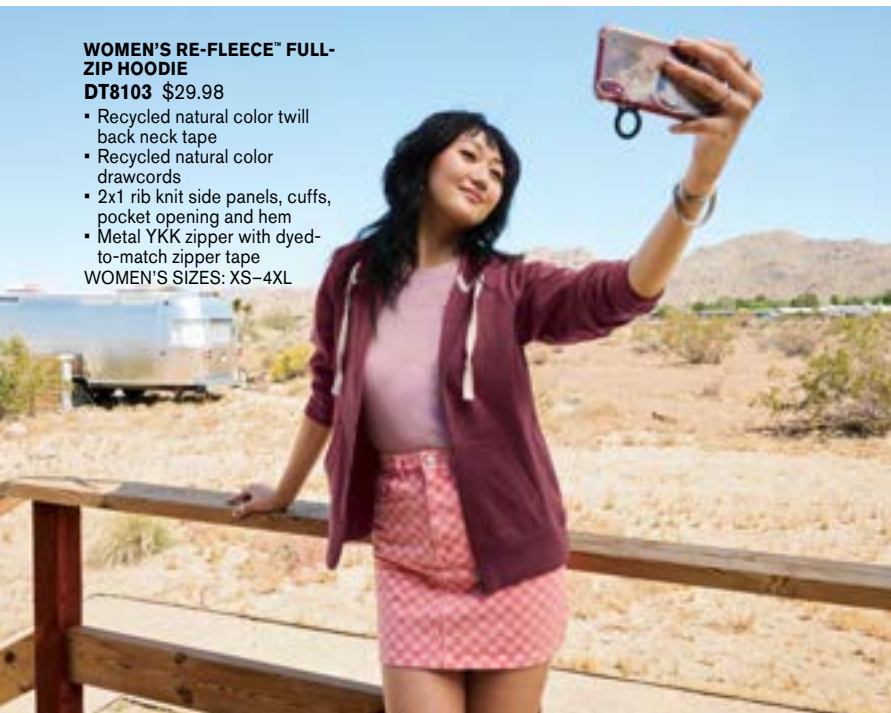 WOMEN'S RE-FLEECE™ FULL-
ZIP HOODIE
DT8103 $29.98
▪ Recycled natural color twill
back neck tape
▪ Recycled natural color
drawcords
▪ 2x1 rib knit side panels, cuffs,
pocket opening and hem
▪ Metal YKK zipper with dyed-
to-match zipper tape
WOMEN'S SIZES: XS–4XL